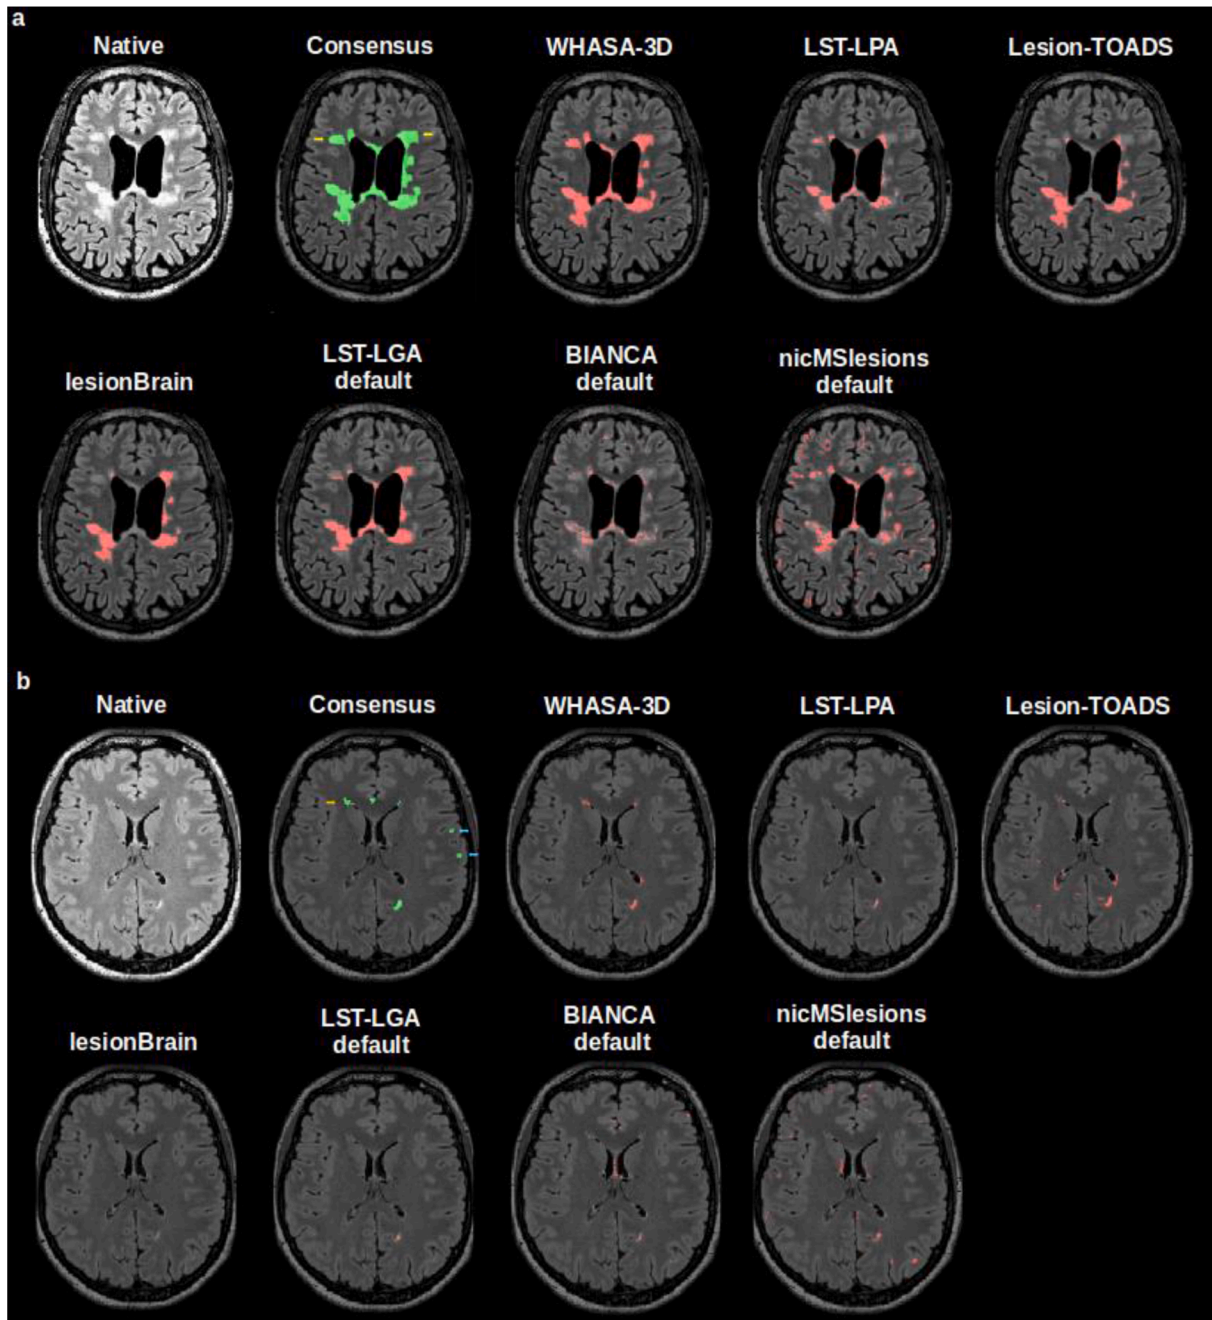 a
Native
Consensus
WHASA-3D
LST-LPA
Lesion-TOADS
lesionBrain
LST-LGA
default
BIANCA
default
nicMSlesions
default
b
Native
Consensus
WHASA-3D
LST-LPA
Lesion-TOADS
lesionBrain
LST-LGA
default
BIANCA
default
nicMSlesions
default